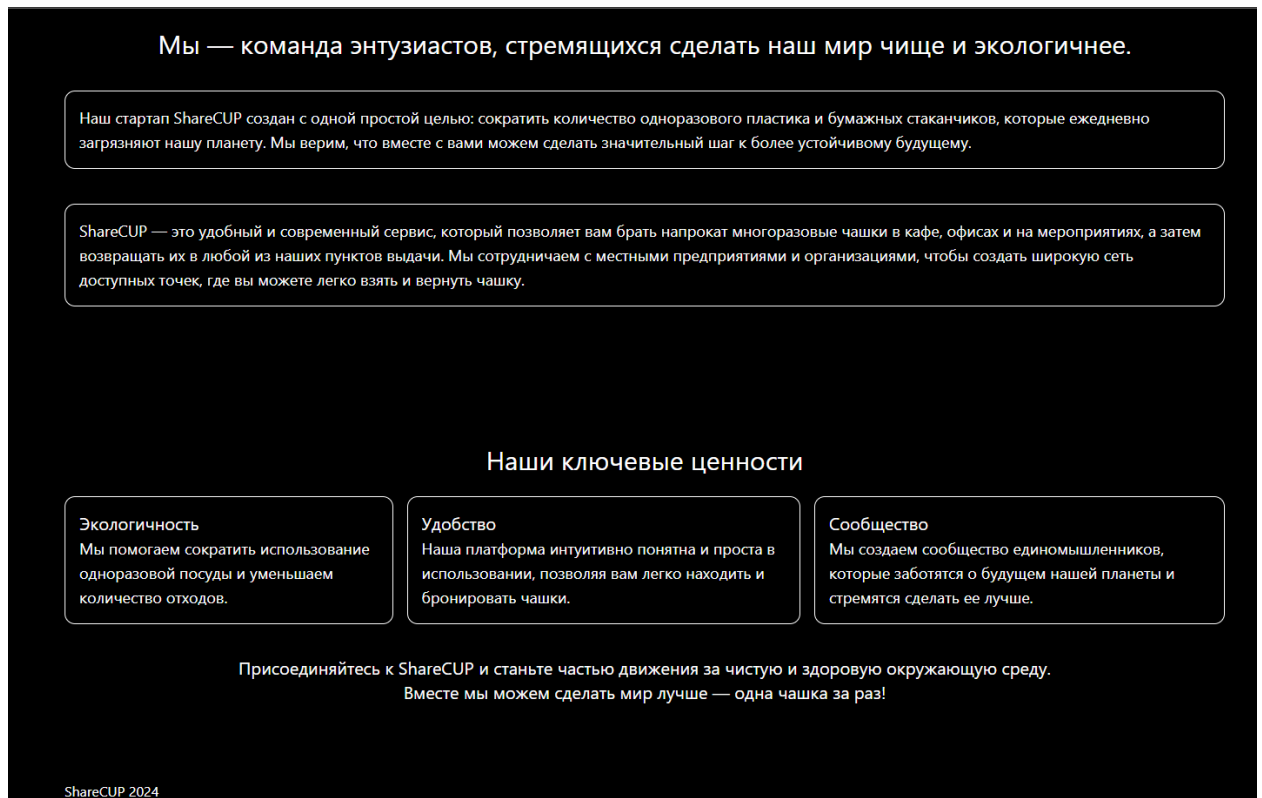 Мы — команда энтузиастов, стремящихся сделать наш мир чище и экологичнее.
Наш стартап ShareCUP создан с одной простой целью: сократить количество одноразового пластика и бумажных стаканчиков, которые ежедневно
загрязняют нашу планету. Мы верим, что вместе с вами можем сделать значительный шаг к более устойчивому будущему.
ShareCUP — это удобный и современный сервис, который позволяет вам брать напрокат многоразовые чашки в кафе, офисах и на мероприятиях, а затем
возвращать их в любой из наших пунктов выдачи. Мы сотрудничаем с местными предприятиями и организациями, чтобы создать широкую сеть
доступных точек, где вы можете легко взять и вернуть чашку.
Наши ключевые ценности
Экологичность
Мы помогаем сократить использование
одноразовой посуды и уменьшаем
количество отходов.
Удобство
Наша платформа интуитивно понятна и проста в
использовании, позволяя вам легко находить и
бронировать чашки.
Сообщество
Мы создаем сообщество единомышленников,
которые заботятся о будущем нашей планеты и
стремятся сделать ее лучше.
Присоединяйтесь к ShareCUP и станьте частью движения за чистую и здоровую окружающую среду.
Вместе мы можем сделать мир лучше — одна чашка за раз!
ShareCUP 2024